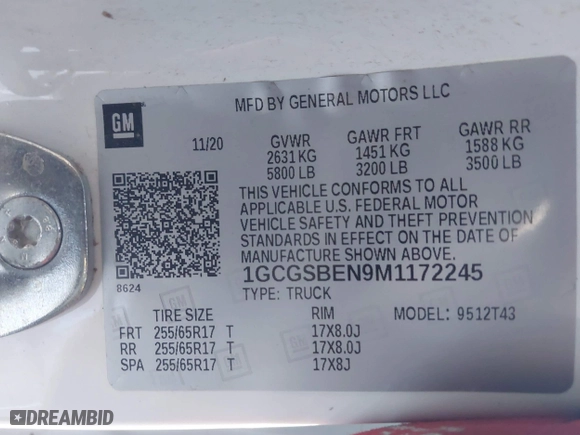 GM
MFD BY GENERAL MOTORS LLC
11/20 GVWR GAWR FRT GAWR RR
2631 KG 1451 KG 1588 KG
5800 LB 3200 LB 3500 LB
THIS VEHICLE CONFORMS TO ALL
APPLICABLE U.S. FEDERAL MOTOR
VEHICLE SAFETY AND THEFT PREVENTION
STANDARDS IN EFFECT ON THE DATE OF
MANUFACTURE SHOWN ABOVE.
8624 1GCGSBEN9M1172245
TYPE: TRUCK
TIRE SIZE RIM MODEL: 9512T43
FRT 255/65R17 T 17X8.0J
RR 255/65R17 T 17X8.0J
SPA 255/65R17 T 17X8J
DREAMBID